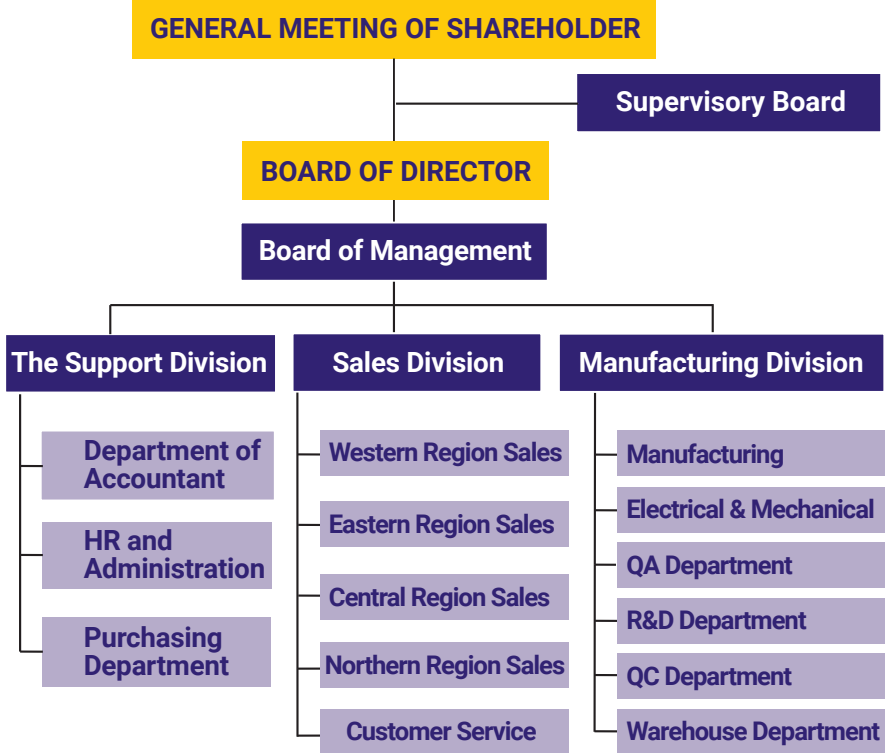 GENERAL MEETING OF SHAREHOLDER
Supervisory Board
BOARD OF DIRECTOR
Board of Management
The Support Division
Sales Division
Manufacturing Division
Department of
Accountant
HR and
Administration
Purchasing
Department
Western Region Sales
Eastern Region Sales
Central Region Sales
Northern Region Sales
Customer Service
Manufacturing
Electrical & Mechanical
QA Department
R&D Department
QC Department
Warehouse Department